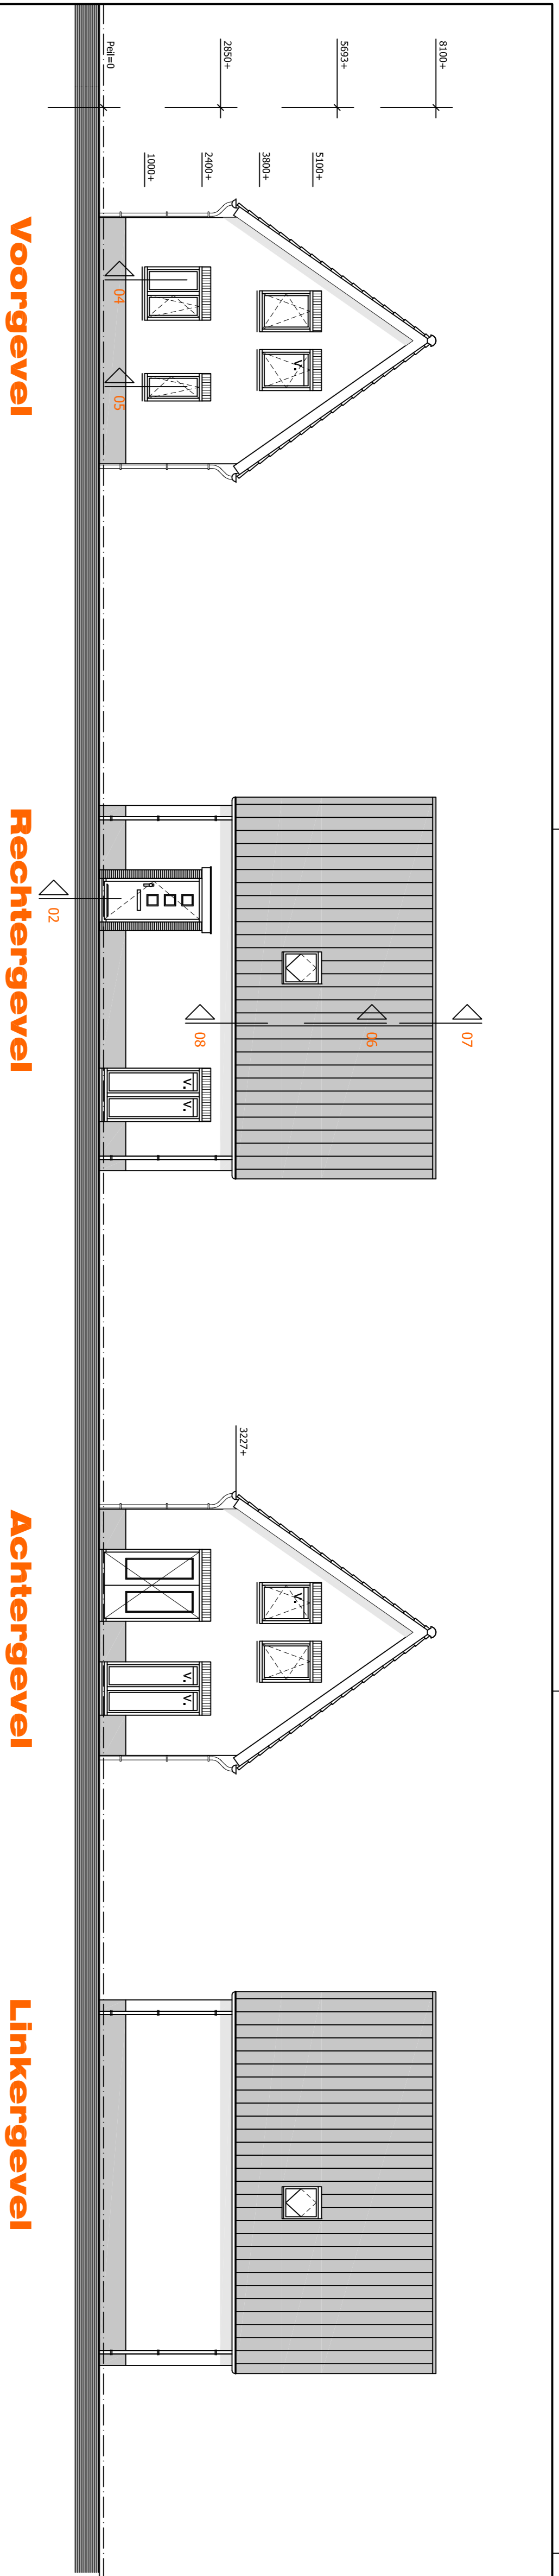 8100+
5693+
2850+
Peil=0
5100+
3800+
2400+
1000+
04
05
V.
Voorgevel
07
06
08
02
V.
V.
Rechtergevel
3227+
V.
V.
V.
Achtergevel
Linkergevel